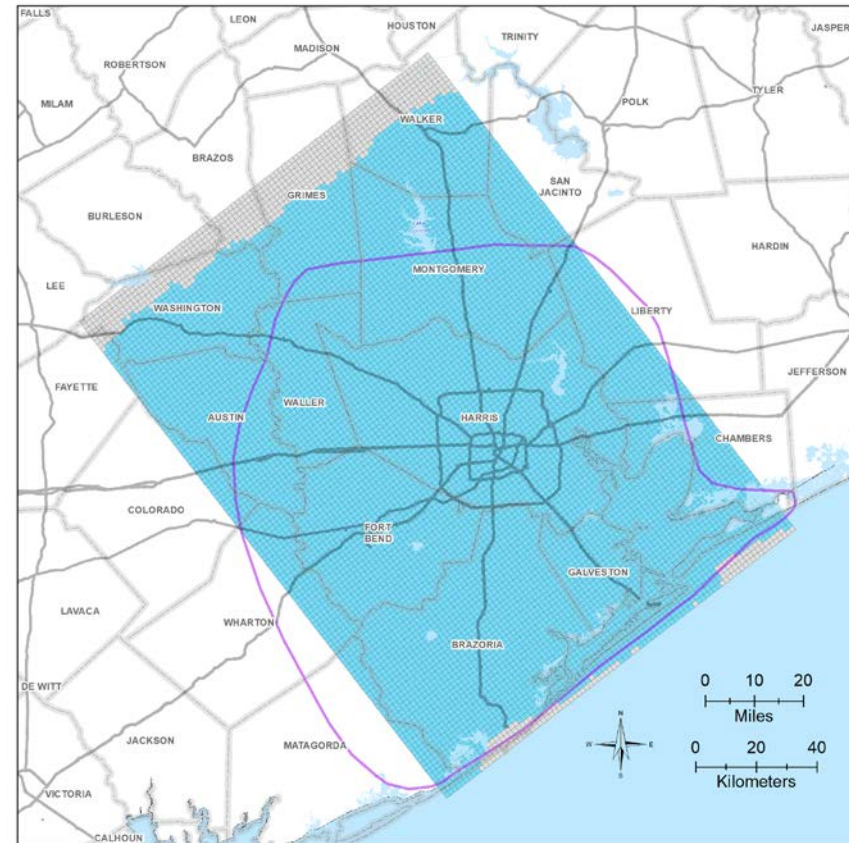 FALLS
LEON
HOUSTON
JASPER
MADISON
TRINITY
ROBERTSON
TYLER
MILAM
POLK
WALKER
BRAZOS
SAN
JACINTO
GRIMES
BURLESON
HARDIN
LEE
MONTGOMERY
WASHINGTON
LIBERTY
JEFFERSON
FAYETTE
WALLER
AUSTIN
HARRIS
CHAMBERS
COLORADO
FORT
BEND
GALVESTON
LAVACA
WHARTON
BRAZORIA
DE WITT
0 10 20
Miles
JACKSON
MATAGORDA
N
W E
S
0 20 40
Kilometers
VICTORIA
CALHOUN